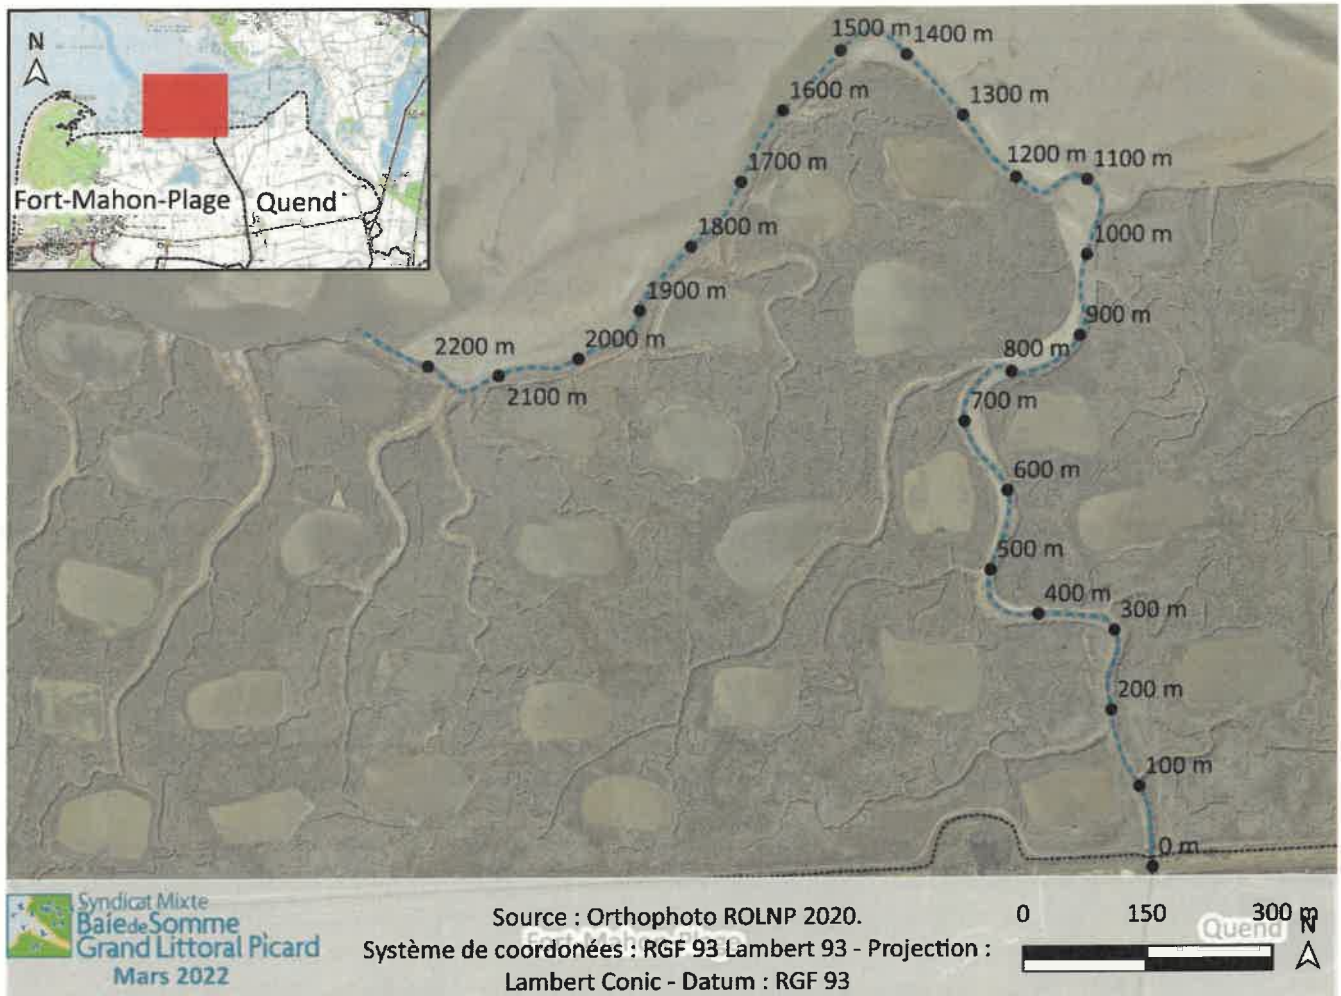 N
Fort-Mahon-Plage
Quend
1500 m
1400 m
1600 m
1300 m
1700 m
1200 m
1100 m
1800 m
1000 m
1900 m
900 m
2000 m
800 m
2200 m
2100 m
700 m
600 m
500 m
400 m
300 m
200 m
100 m
0 m
Syndicat Mixte
Baie de Somme
Grand Littoral Picard
Mars 2022
Source : Orthophoto ROLNP 2020.
Système de coordonées : RGF 93 Lambert 93 - Projection :
Lambert Conic - Datum : RGF 93
Fort-Mahon-Plage
0 150 300 m
Quend
N